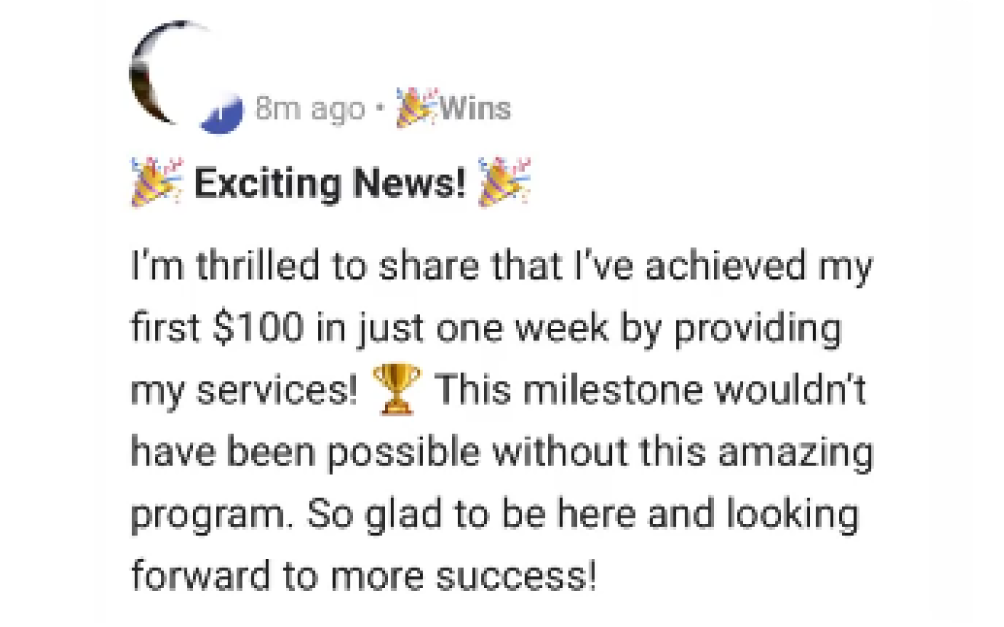 8m ago • 🎉Wins
🎉 Exciting News! 🎉
I'm thrilled to share that I've achieved my
first $100 in just one week by providing
my services! 🏆 This milestone wouldn't
have been possible without this amazing
program. So glad to be here and looking
forward to more success!